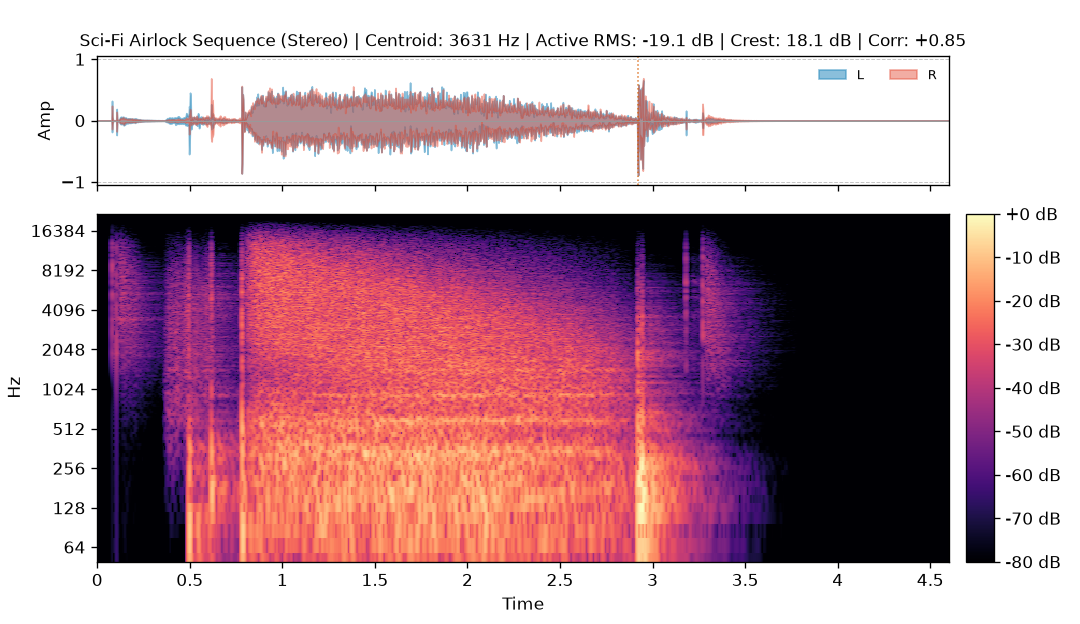 Sci-Fi Airlock Sequence (Stereo) | Centroid: 3631 Hz | Active RMS: -19.1 dB | Crest: 18.1 dB | Corr: +0.85
Amp
1
0
−1
L
R
Hz
16384
8192
4096
2048
1024
512
256
128
64
0
0.5
1
1.5
2
2.5
3
3.5
4
4.5
Time
+0 dB
-10 dB
-20 dB
-30 dB
-40 dB
-50 dB
-60 dB
-70 dB
-80 dB